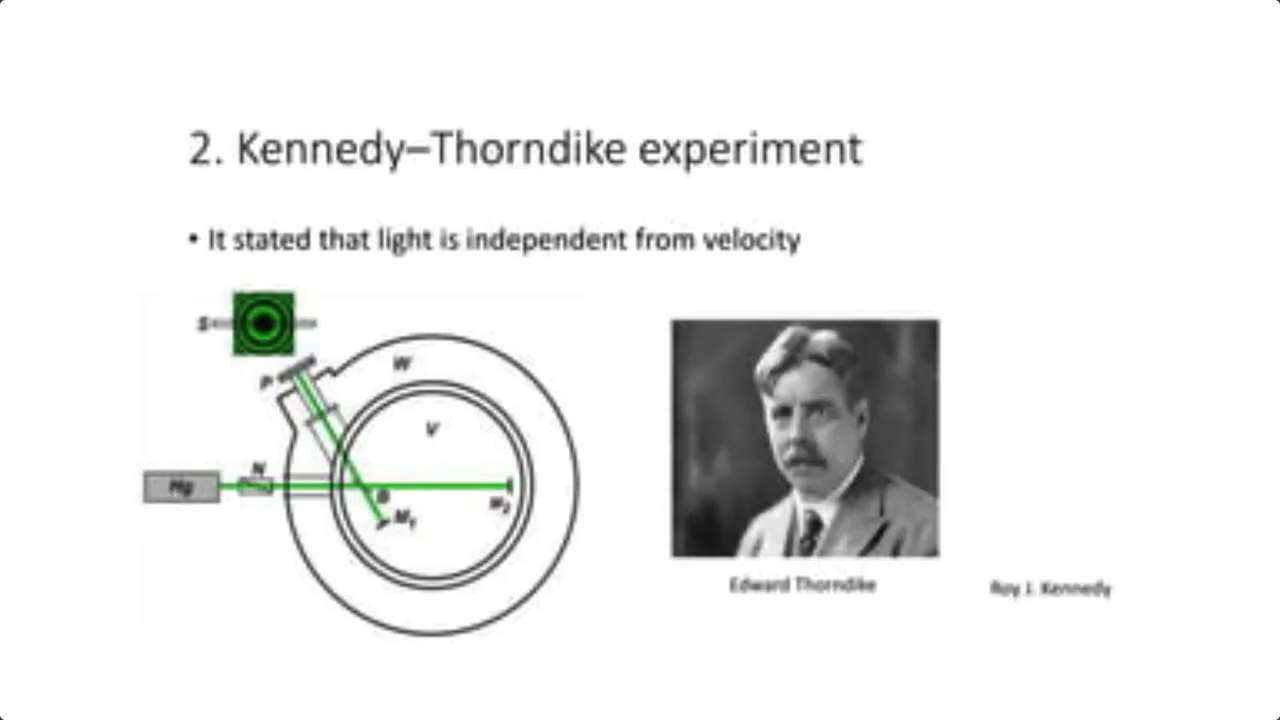 2. Kennedy–Thorndike experiment
• It stated that light is independent from velocity
S
P
W
V
N
Hg
B
M₂
M₁
Edward Thorndike
Roy J. Kennedy